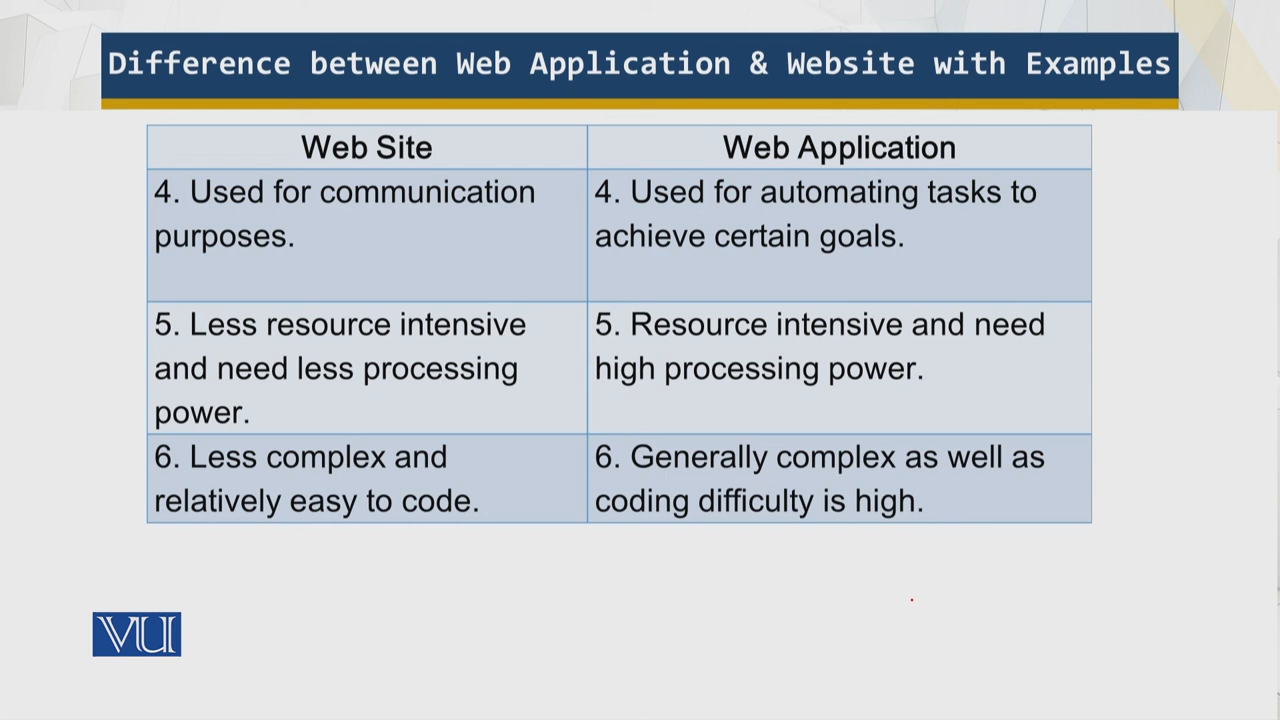 Difference between Web Application & Website with Examples
Web Site
Web Application
4. Used for communication
purposes.
4. Used for automating tasks to
achieve certain goals.
5. Less resource intensive
and need less processing
power.
5. Resource intensive and need
high processing power.
6. Less complex and
relatively easy to code.
6. Generally complex as well as
coding difficulty is high.
VU